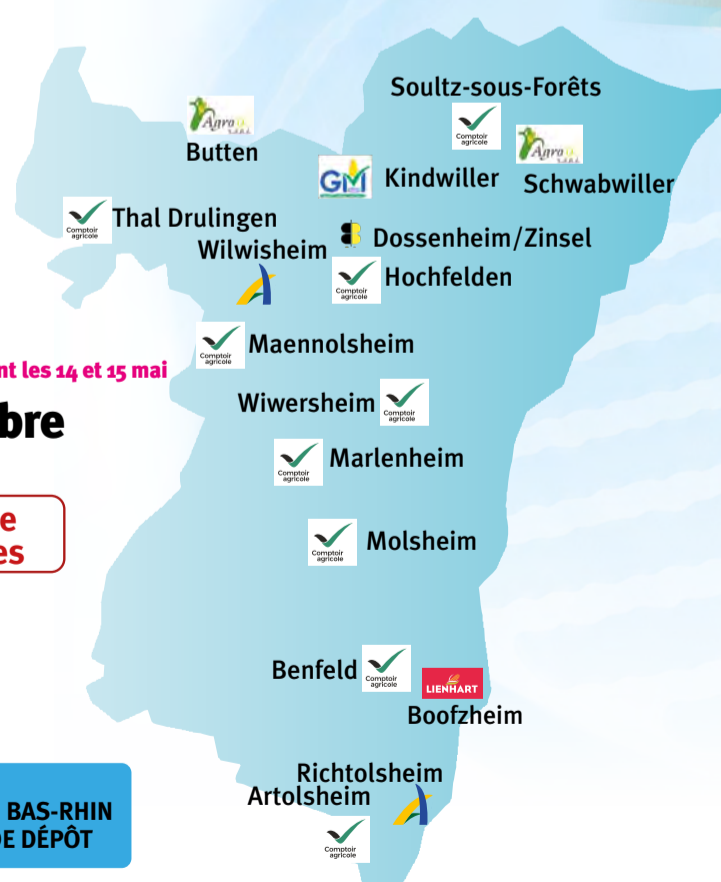 Soultz-sous-Forêts
Comptoir
agricole
Agro
Butten
Agro
Schwabwiller
GM
Kindwiller
Comptoir
agricole
Thal Drulingen
Wilwisheim
Dossenheim/Zinsel
Comptoir
agricole
Hochfelden
Comptoir
agricole
Maennolsheim
nt les 14 et 15 mai
Wiwersheim
Comptoir
agricole
bre
Comptoir
agricole
Marlenheim
e
es
Comptoir
agricole
Molsheim
Benfeld
Comptoir
agricole
LIENHART
Boofzheim
Richtolsheim
Artolsheim
Comptoir
agricole
BAS-RHIN
DE DÉPÔT